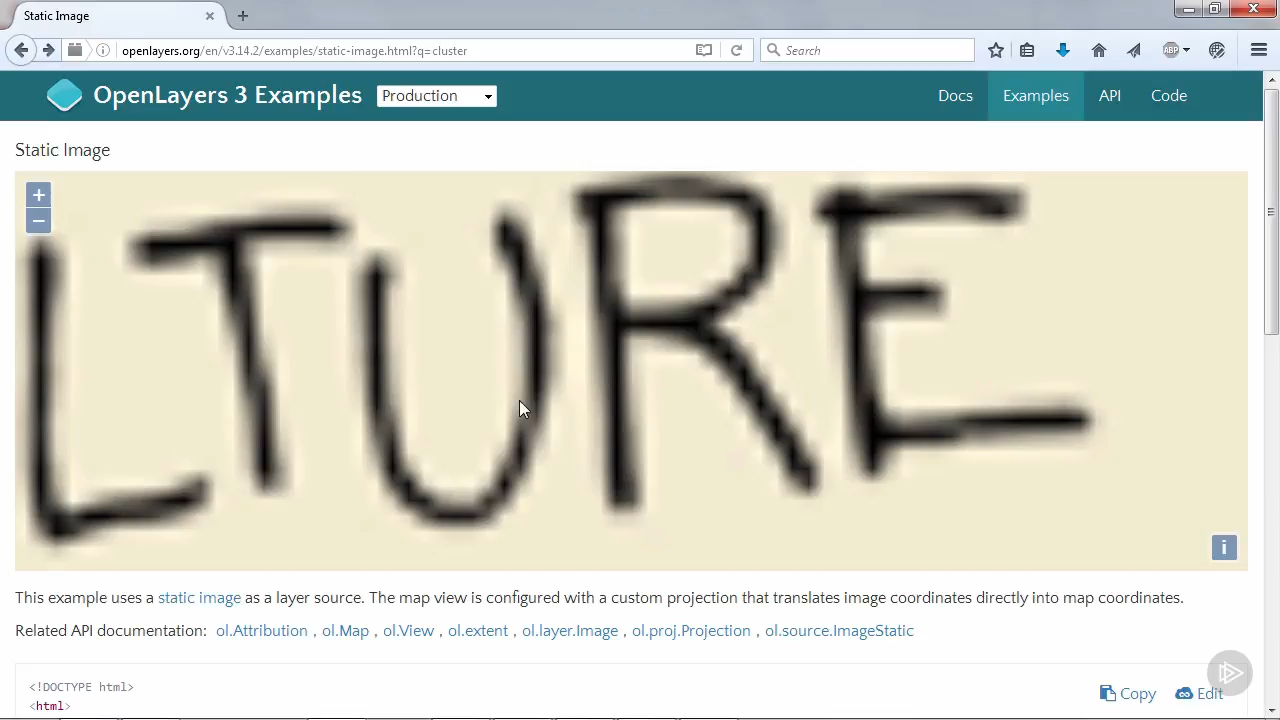 Static Image
openlayers.org/en/v3.14.2/examples/static-image.html?q=cluster
Search
ABP
OpenLayers 3 Examples
Production
Docs
Examples
API
Code
Static Image
+
−
LTURE
i
This example uses a static image as a layer source. The map view is configured with a custom projection that translates image coordinates directly into map coordinates.
Related API documentation: ol.Attribution , ol.Map , ol.View , ol.extent , ol.layer.Image , ol.proj.Projection , ol.source.ImageStatic
<!DOCTYPE html>
<html>
Copy
Edit